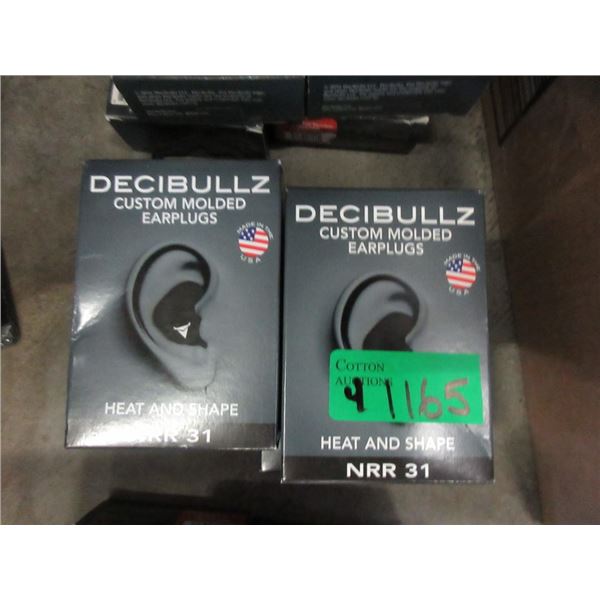 DECIBULLZ
CUSTOM MOLDED
EARPLUGS
MADE IN THE
USA
HEAT AND SHAPE
NRR 31
DECIBULLZ
CUSTOM MOLDED
EARPLUGS
MADE IN THE
USA
COTTON
AUCTIONS
4 1165
HEAT AND SHAPE
NRR 31